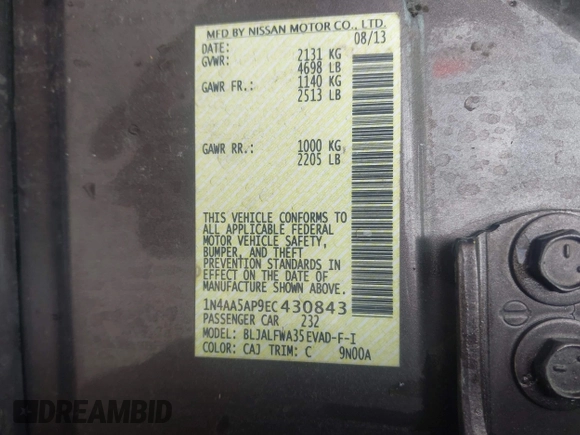 MFD BY NISSAN MOTOR CO., LTD.
DATE: 08/13
GVWR: 2131 KG
4698 LB
GAWR FR.: 1140 KG
2513 LB
GAWR RR.: 1000 KG
2205 LB
THIS VEHICLE CONFORMS TO
ALL APPLICABLE FEDERAL
MOTOR VEHICLE SAFETY,
BUMPER, AND THEFT
PREVENTION STANDARDS IN
EFFECT ON THE DATE OF
MANUFACTURE SHOWN ABOVE.
1N4AA5AP9EC430843
PASSENGER CAR 232
MODEL: BLJALFWA35EVAD-F-I
COLOR: CAJ TRIM: C 9N00A
DREAMBID